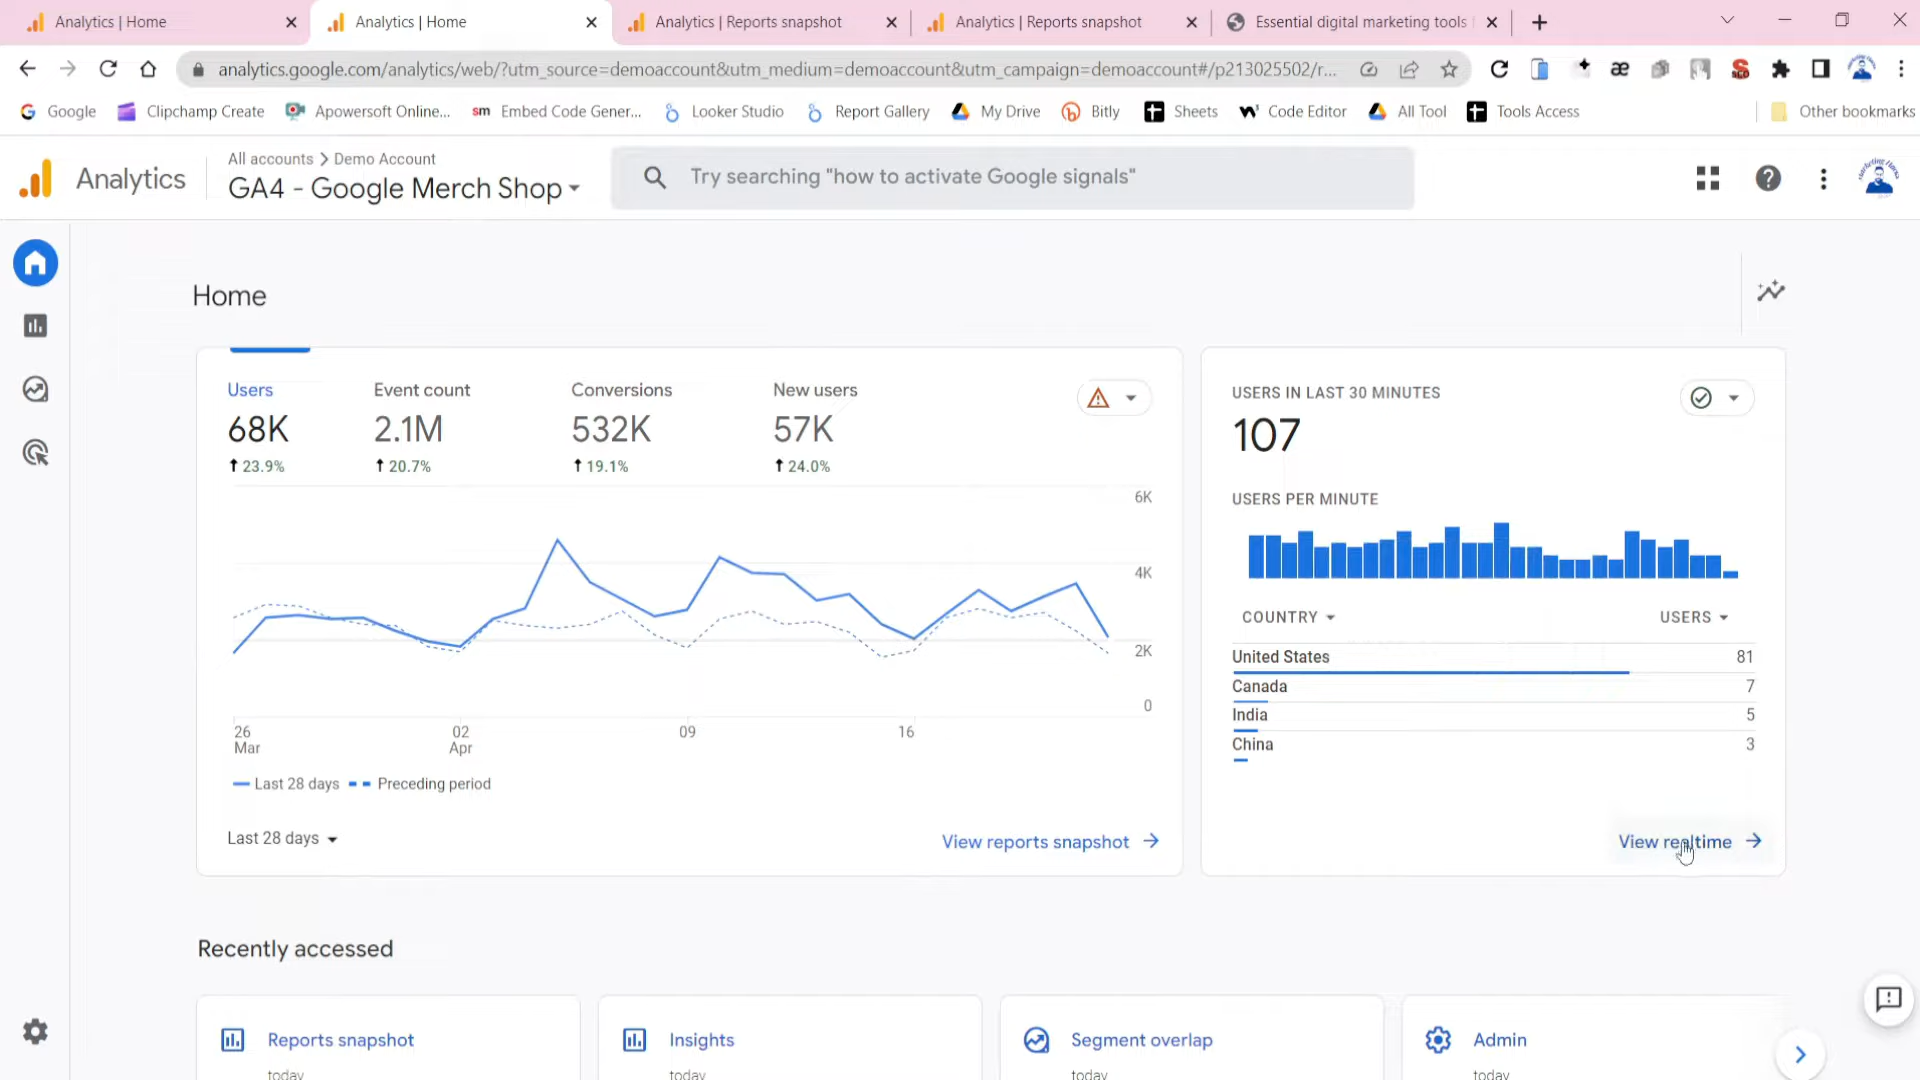 Analytics | Home
Analytics | Home
Analytics | Reports snapshot
Analytics | Reports snapshot
Essential digital marketing tools
analytics.google.com/analytics/web/?utm_source=demoaccount&utm_medium=demoaccount&utm_campaign=demoaccount#/p213025502/r...
Google
Clipchamp Create
Apowersoft Online...
sm Embed Code Gener...
Looker Studio
Report Gallery
My Drive
Bitly
Sheets
Code Editor
All Tool
Tools Access
Other bookmarks
Analytics
All accounts > Demo Account
GA4 - Google Merch Shop
Try searching "how to activate Google signals"
Home
Users
68K
↑ 23.9%
Event count
2.1M
↑ 20.7%
Conversions
532K
↑ 19.1%
New users
57K
↑ 24.0%
6K
4K
2K
0
26
Mar
02
Apr
09
16
Last 28 days
Preceding period
Last 28 days
View reports snapshot
USERS IN LAST 30 MINUTES
107
USERS PER MINUTE
COUNTRY
USERS
United States 81
Canada 7
India 5
China 3
View realtime
Recently accessed
Reports snapshot
today
Insights
today
Segment overlap
today
Admin
today